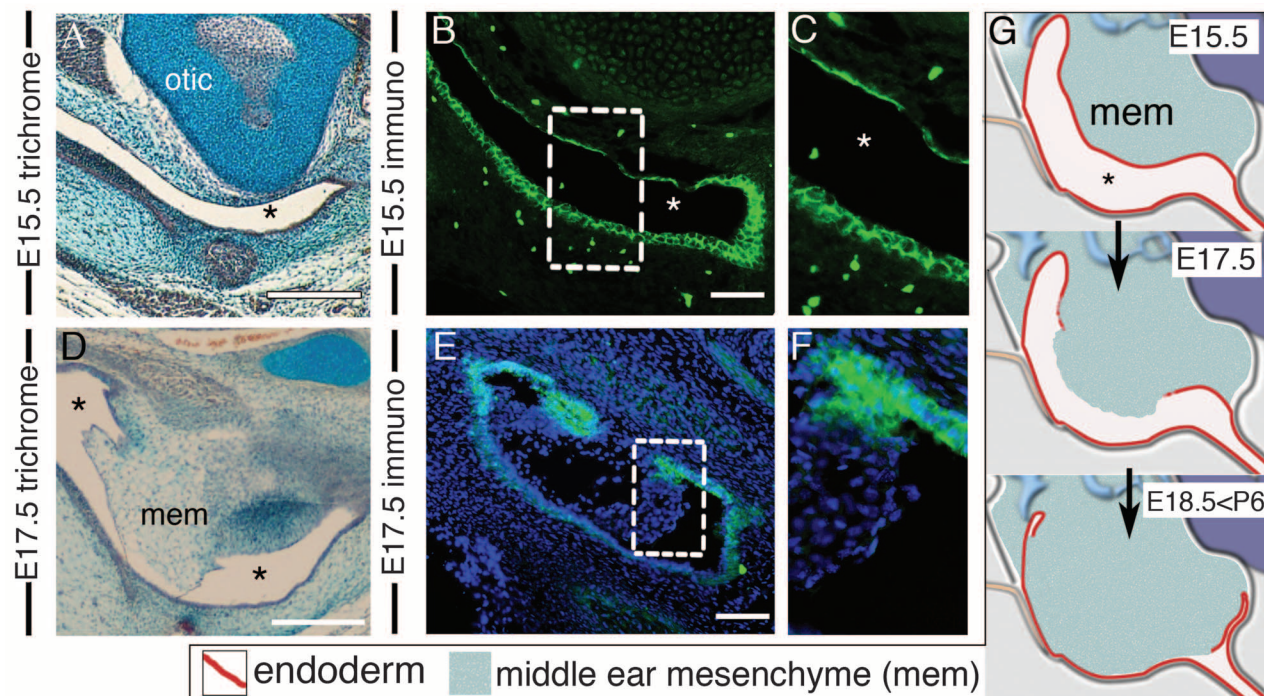 E15.5 trichrome
A
otic
*
E15.5 immuno
B
*
C
*
G
E15.5
mem
*
E17.5
E18.5<P6
E17.5 trichrome
D
*
mem
*
E17.5 immuno
E
F
endoderm
middle ear mesenchyme (mem)